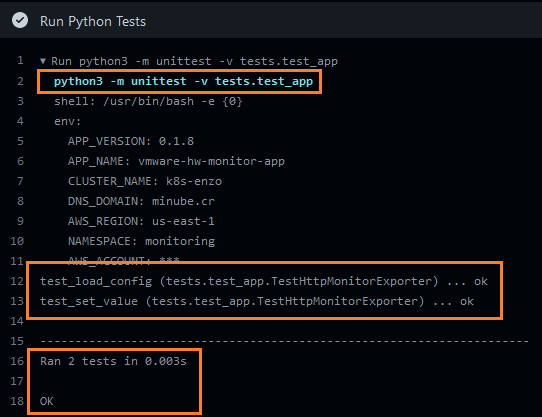 Run Python Tests
1 ▼ Run python3 -m unittest -v tests.test_app
2 python3 -m unittest -v tests.test_app
3 shell: /usr/bin/bash -e {0}
4 env:
5 APP_VERSION: 0.1.8
6 APP_NAME: vmware-hw-monitor-app
7 CLUSTER_NAME: k8s-enzo
8 DNS_DOMAIN: minube.cr
9 AWS_REGION: us-east-1
10 NAMESPACE: monitoring
11 AWS_ACCOUNT: ***
12 test_load_config (tests.test_app.TestHttpMonitorExporter) ... ok
13 test_set_value (tests.test_app.TestHttpMonitorExporter) ... ok
14
15 ----------------------------------------------------------------------
16 Ran 2 tests in 0.003s
17
18 OK